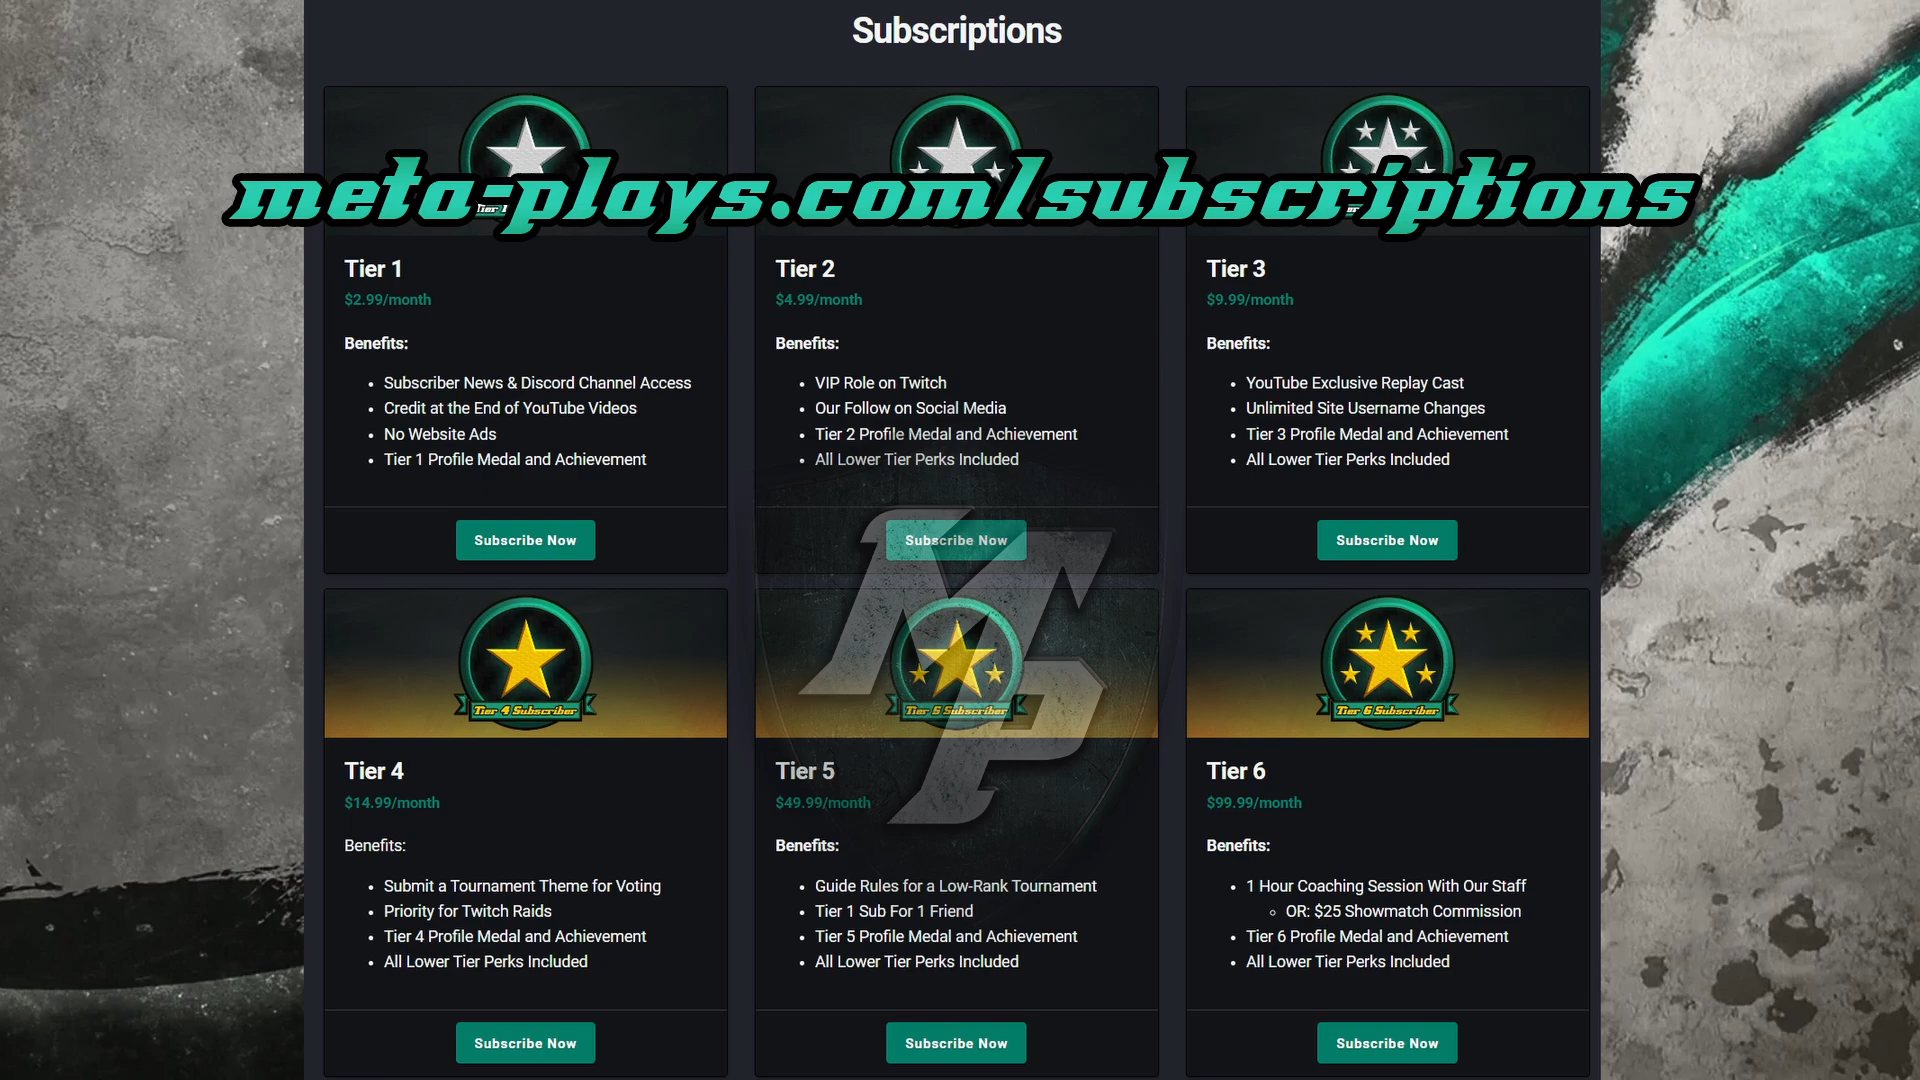 Subscriptions
meta-plays.com/subscriptions
Tier 1
$2.99/month
Benefits:
Subscriber News & Discord Channel Access
Credit at the End of YouTube Videos
No Website Ads
Tier 1 Profile Medal and Achievement
Subscribe Now
Tier 2
$4.99/month
Benefits:
VIP Role on Twitch
Our Follow on Social Media
Tier 2 Profile Medal and Achievement
All Lower Tier Perks Included
Subscribe Now
Tier 3
$9.99/month
Benefits:
YouTube Exclusive Replay Cast
Unlimited Site Username Changes
Tier 3 Profile Medal and Achievement
All Lower Tier Perks Included
Subscribe Now
Tier 4 Subscriber
Tier 4
$14.99/month
Benefits:
Submit a Tournament Theme for Voting
Priority for Twitch Raids
Tier 4 Profile Medal and Achievement
All Lower Tier Perks Included
Subscribe Now
MP
Tier 5 Subscriber
Tier 5
$49.99/month
Benefits:
Guide Rules for a Low-Rank Tournament
Tier 1 Sub For 1 Friend
Tier 5 Profile Medal and Achievement
All Lower Tier Perks Included
Subscribe Now
Tier 6 Subscriber
Tier 6
$99.99/month
Benefits:
1 Hour Coaching Session With Our Staff
OR: $25 Showmatch Commission
Tier 6 Profile Medal and Achievement
All Lower Tier Perks Included
Subscribe Now